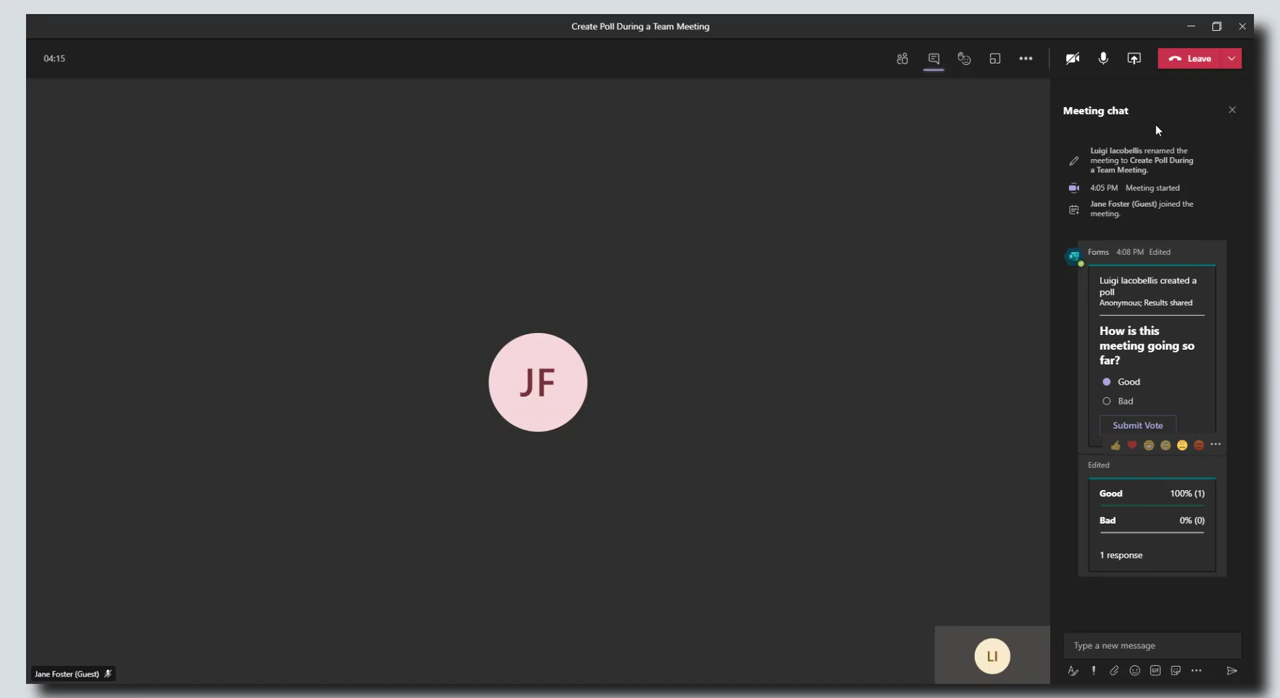 Create Poll During a Team Meeting
04:15
Leave
Meeting chat
Luigi Iacobellis renamed the
meeting to Create Poll During
a Team Meeting.
4:05 PM Meeting started
Jane Foster (Guest) joined the
meeting.
Forms 4:08 PM Edited
Luigi Iacobellis created a
poll
Anonymous; Results shared
How is this
meeting going so
far?
Good
Bad
Submit Vote
Edited
Good 100% (1)
Bad 0% (0)
1 response
JF
LI
Jane Foster (Guest)
Type a new message
GIF